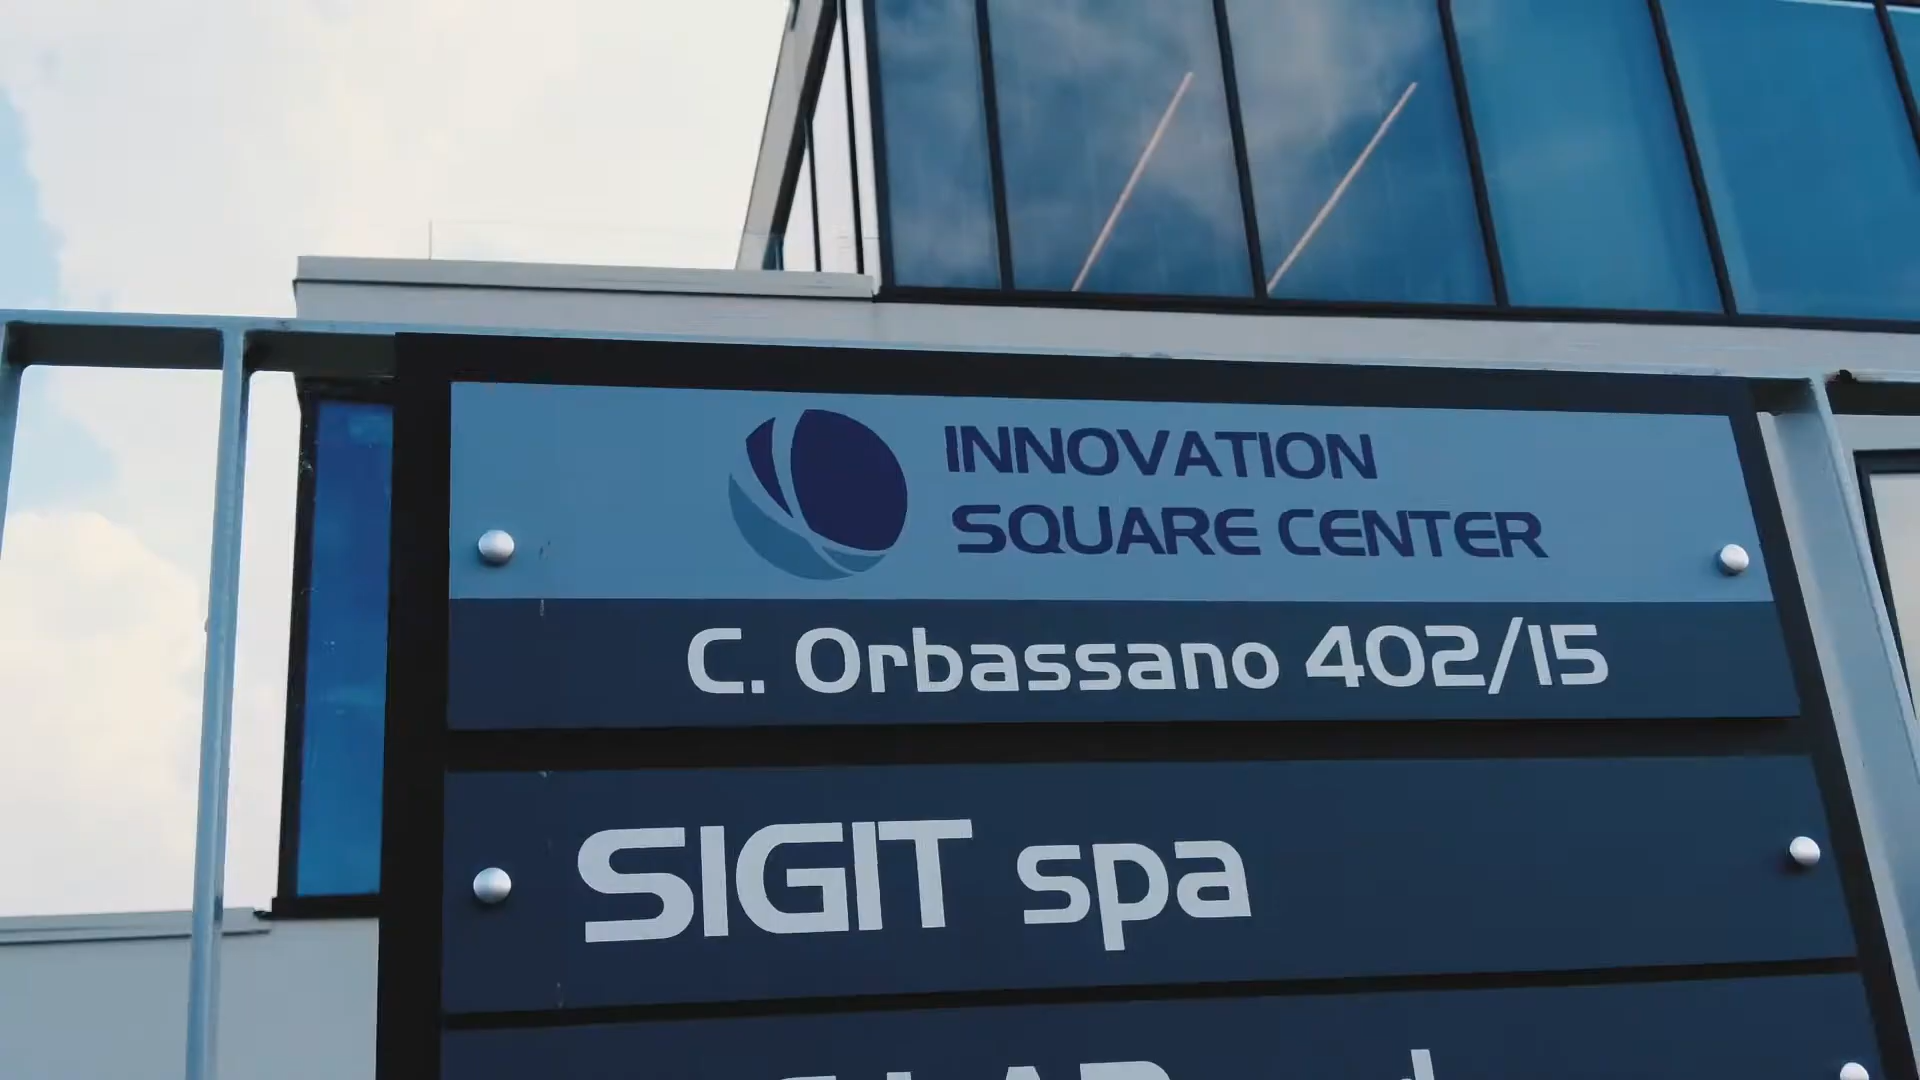 INNOVATION
SQUARE CENTER
C. Orbassano 402/15
SIGIT spa